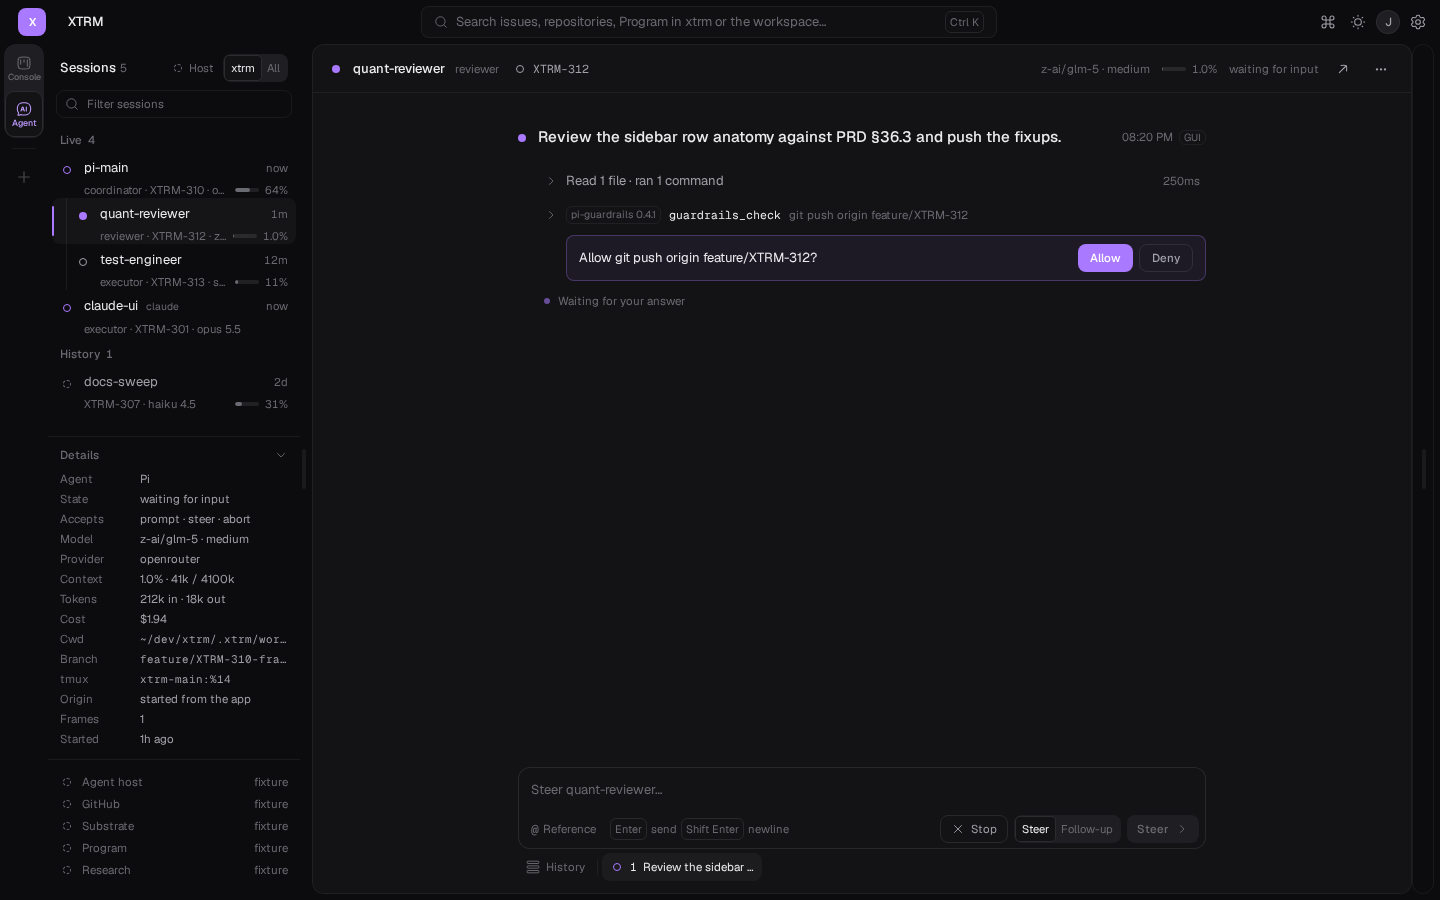 X XTRM
Search issues, repositories, Program in xtrm or the workspace... Ctrl K
J
Console
AI
Agent
Sessions 5 Host xtrm All
Filter sessions
Live 4
pi-main now
coordinator · XTRM-310 · o... 64%
quant-reviewer 1m
reviewer · XTRM-312 · z... 1.0%
test-engineer 12m
executor · XTRM-313 · s... 11%
claude-ui claude now
executor · XTRM-301 · opus 5.5
History 1
docs-sweep 2d
XTRM-307 · haiku 4.5 31%
Details
Agent Pi
State waiting for input
Accepts prompt · steer · abort
Model z-ai/glm-5 · medium
Provider openrouter
Context 1.0% · 41k / 4100k
Tokens 212k in · 18k out
Cost $1.94
Cwd ~/dev/xtrm/.xtrm/wor...
Branch feature/XTRM-310-fra...
tmux xtrm-main:%14
Origin started from the app
Frames 1
Started 1h ago
Agent host fixture
GitHub fixture
Substrate fixture
Program fixture
Research fixture
quant-reviewer reviewer XTRM-312 z-ai/glm-5 · medium 1.0% waiting for input
Review the sidebar row anatomy against PRD §36.3 and push the fixups. 08:20 PM GUI
Read 1 file · ran 1 command 250ms
pi-guardrails 0.4.1 guardrails_check git push origin feature/XTRM-312
Allow git push origin feature/XTRM-312? Allow Deny
Waiting for your answer
Steer quant-reviewer...
@ Reference Enter send Shift Enter newline Stop Steer Follow-up Steer
History 1 Review the sidebar ...